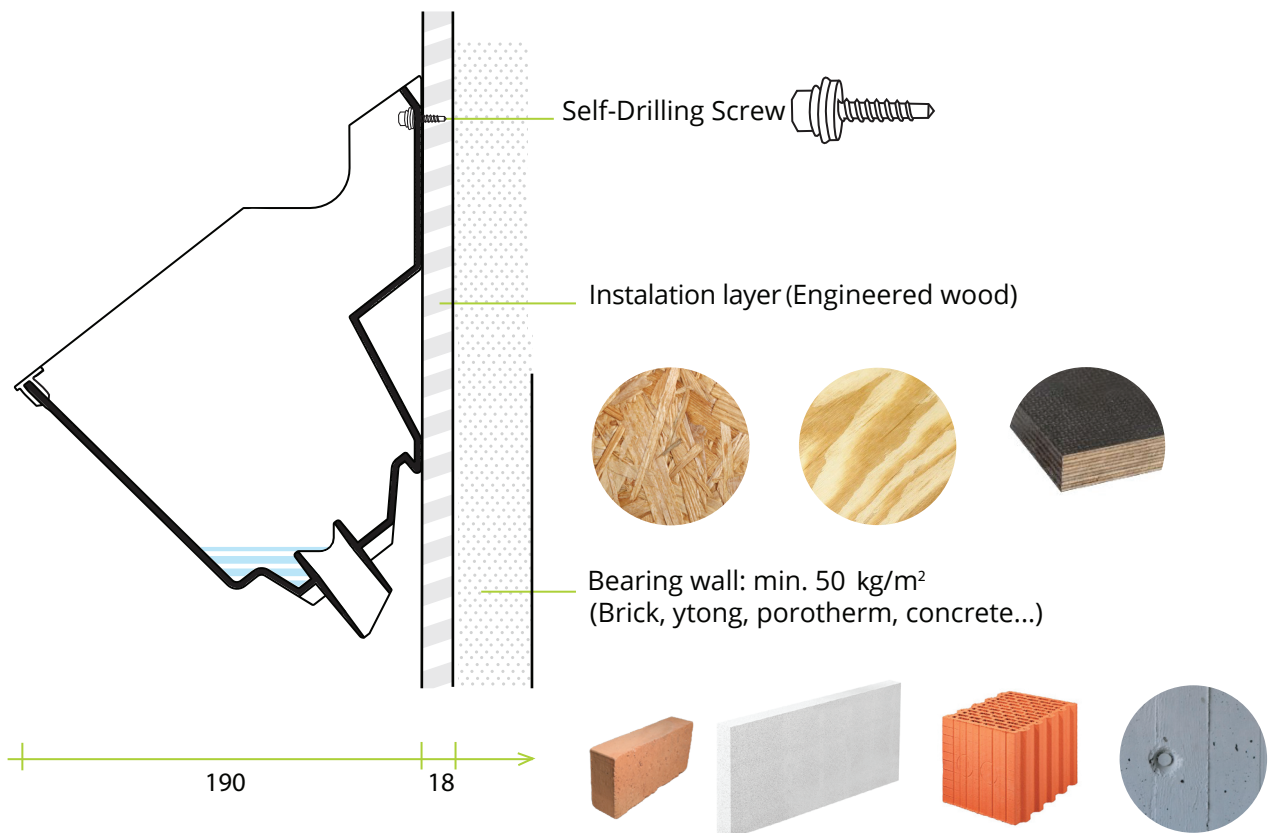 Self-Drilling Screw
Instalation layer (Engineered wood)
Bearing wall: min. 50 kg/m²
(Brick, ytong, porotherm, concrete...)
190
18